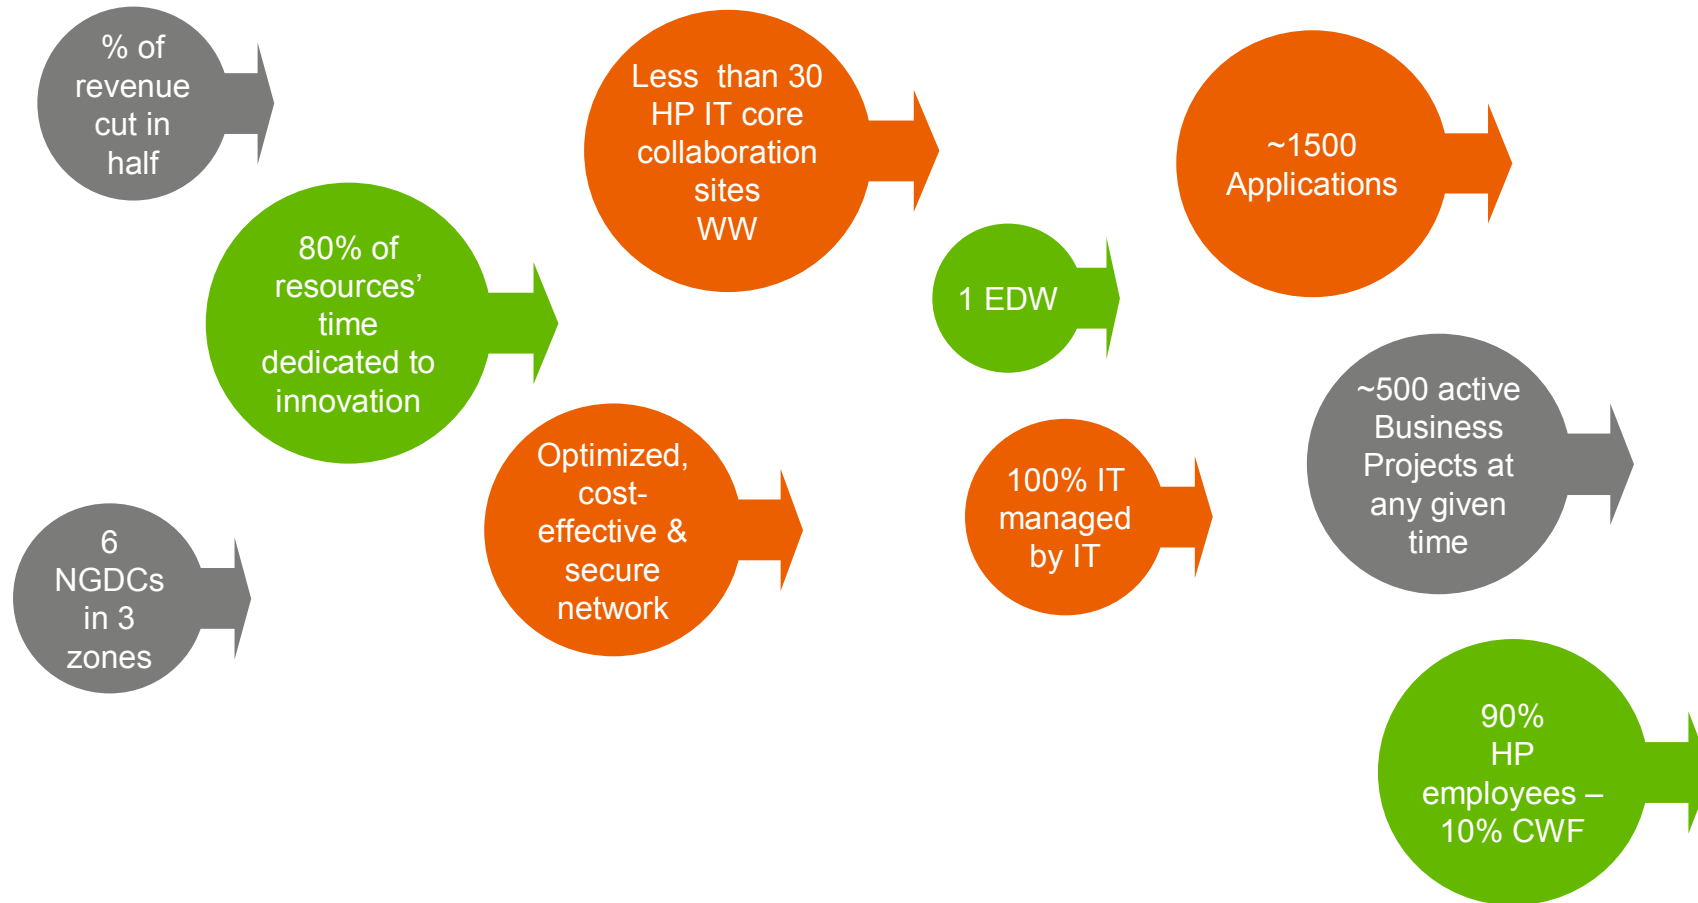 % of
revenue
cut in
half
80% of
resources’
time
dedicated to
innovation
6
NGDCs
in 3
zones
Less  than 30
HP IT core
collaboration
sites
WW
Optimized,
cost-
effective &
secure
network
1 EDW
100% IT
managed
by IT
~1500
Applications
~500 active
Business
Projects at
any given
time
90%
HP
employees –
10% CWF